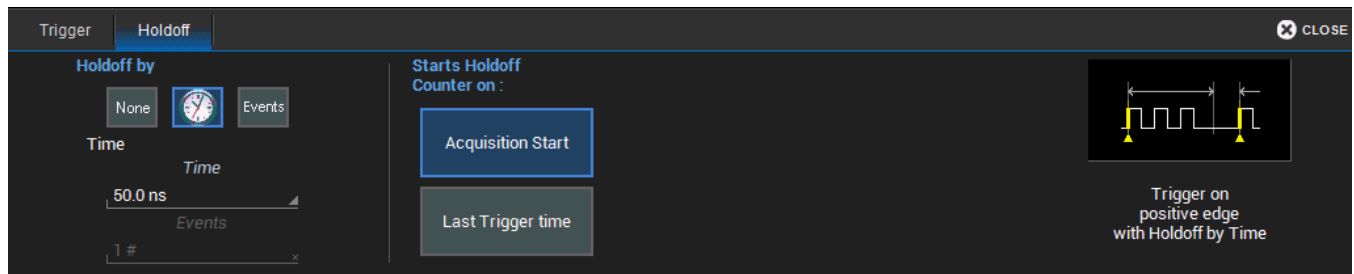 Trigger
Holdoff
CLOSE
Holdoff by
None
Events
Time
Time
50.0 ns
Events
1 #
Starts Holdoff
Counter on :
Acquisition Start
Last Trigger time
Trigger on
positive edge
with Holdoff by Time